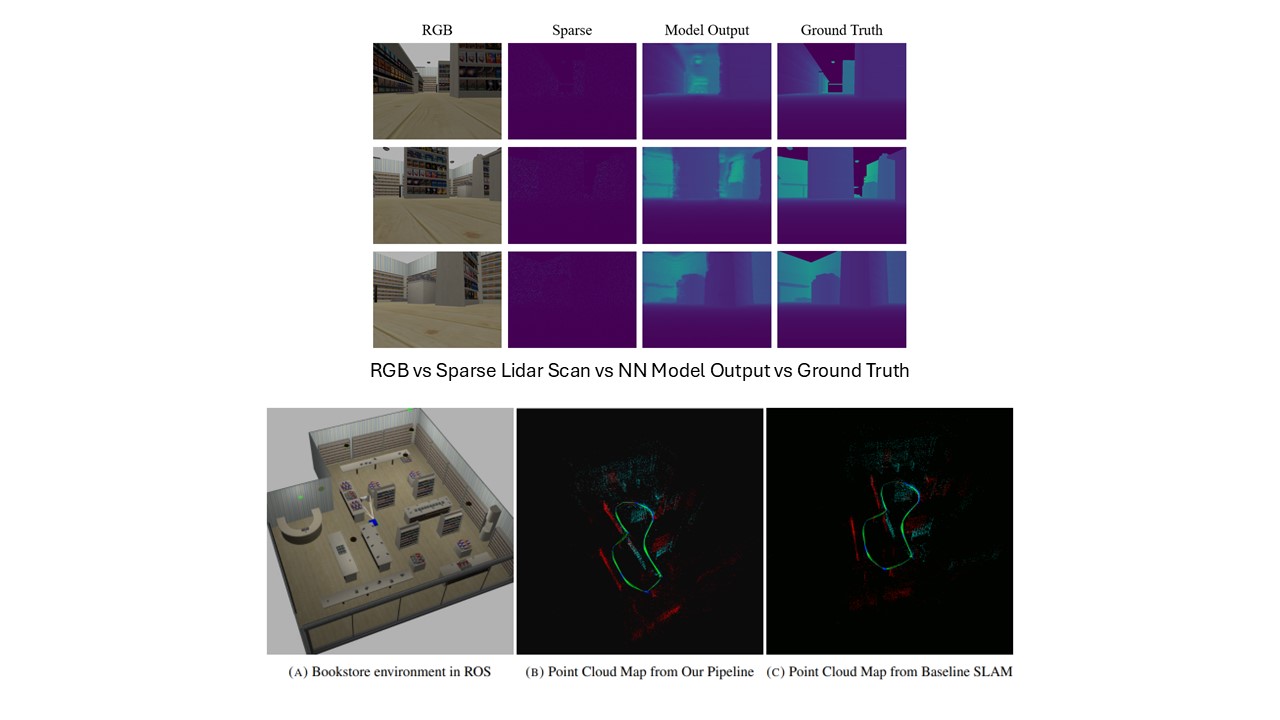 RGB Sparse Model Output Ground Truth
RGB vs Sparse Lidar Scan vs NN Model Output vs Ground Truth
(A) Bookstore environment in ROS (B) Point Cloud Map from Our Pipeline (C) Point Cloud Map from Baseline SLAM